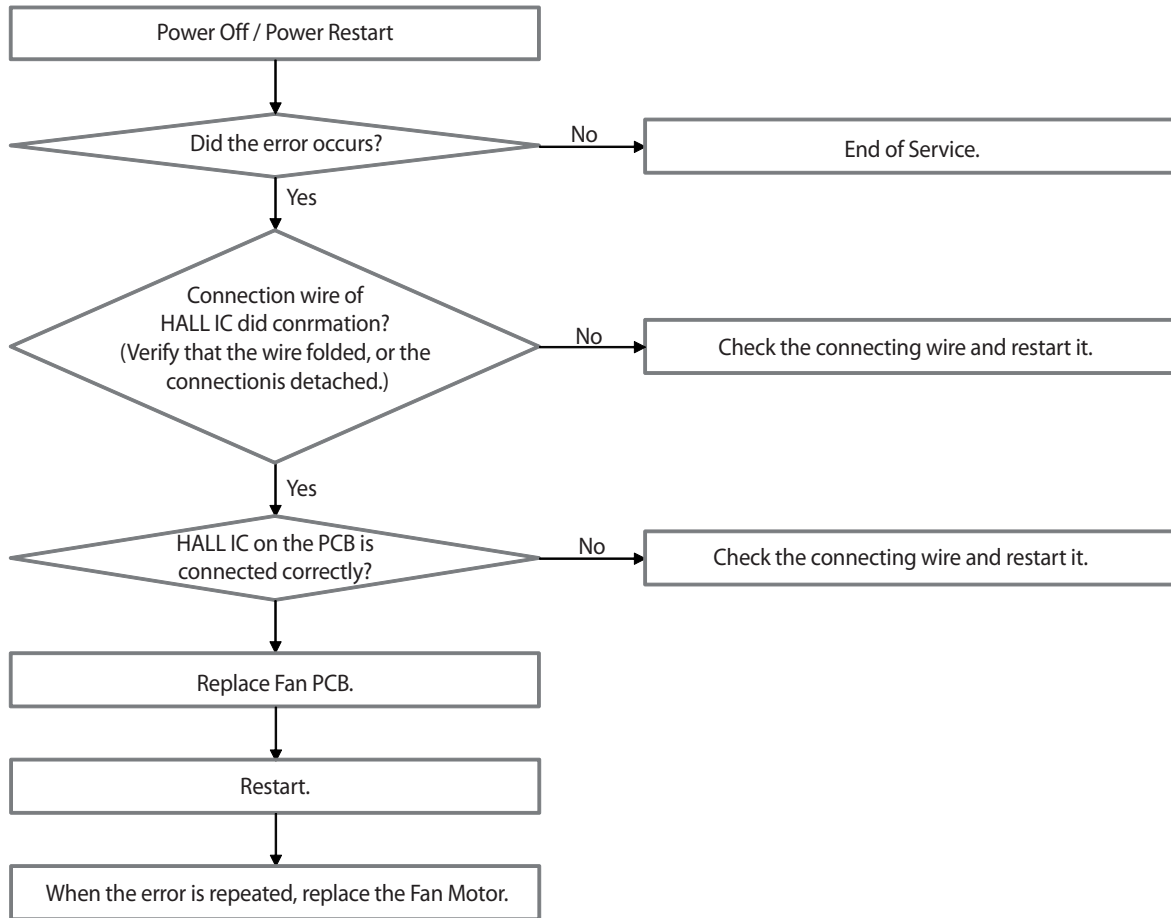 Power Off / Power Restart
Did the error occurs?
No
End of Service.
Yes
Connection wire of
HALL IC did conrmation?
(Verify that the wire folded, or the
connectionis detached.)
No
Check the connecting wire and restart it.
Yes
HALL IC on the PCB is
connected correctly?
No
Check the connecting wire and restart it.
Replace Fan PCB.
Restart.
When the error is repeated, replace the Fan Motor.